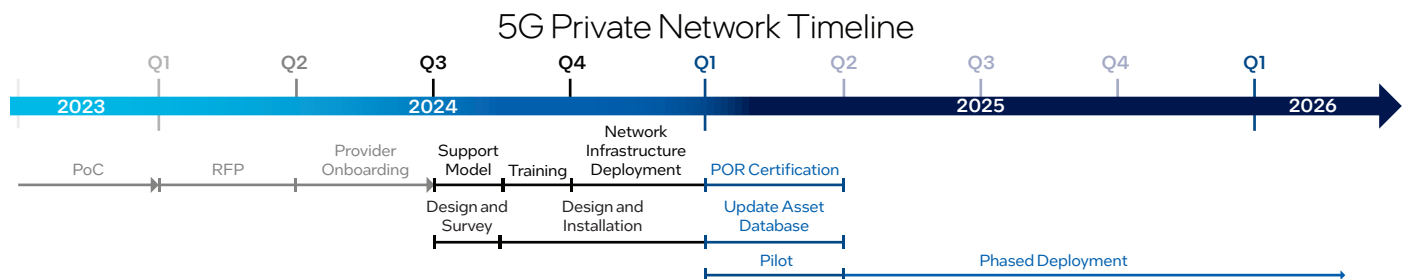 5G Private Network Timeline
Q1 Q2 Q3 Q4 Q1 Q2 Q3 Q4 Q1
2023 2024 2025 2026
PoC
RFP
Provider
Onboarding
Support
Model
Training
Network
Infrastructure
Deployment
POR Certification
Design and
Survey
Design and
Installation
Update Asset
Database
Pilot
Phased Deployment